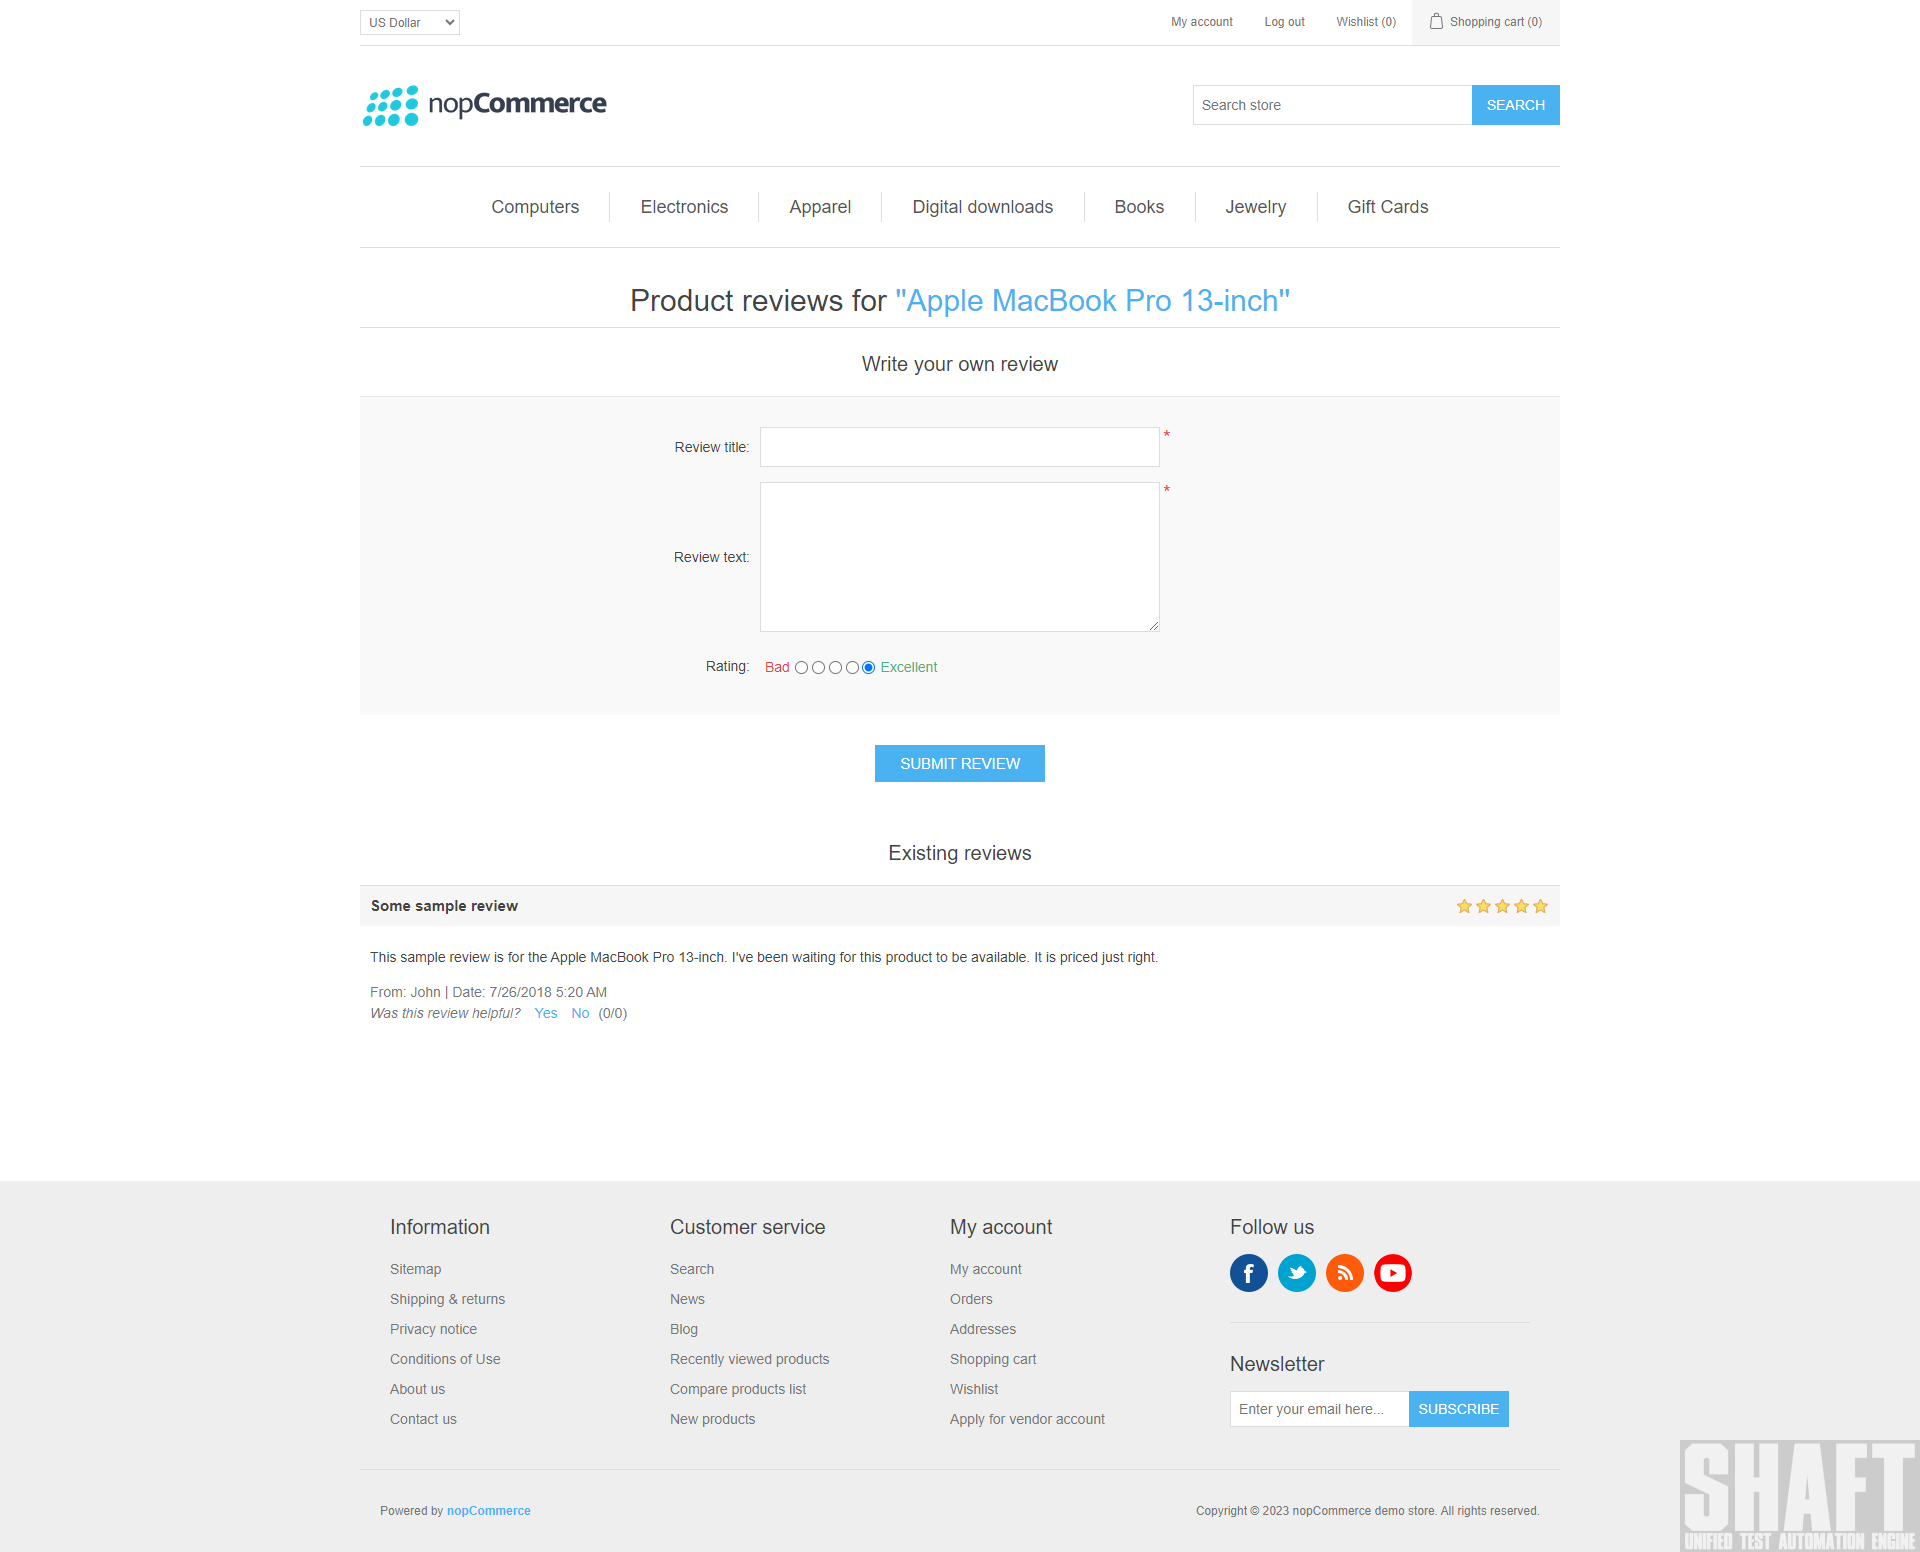 US Dollar
My account
Log out
Wishlist (0)
Shopping cart (0)
nopCommerce
Search store
SEARCH
Computers
Electronics
Apparel
Digital downloads
Books
Jewelry
Gift Cards
Product reviews for "Apple MacBook Pro 13-inch"
Write your own review
Review title:
*
Review text:
*
Rating:
Bad
Excellent
SUBMIT REVIEW
Existing reviews
Some sample review
This sample review is for the Apple MacBook Pro 13-inch. I've been waiting for this product to be available. It is priced just right.
From: John | Date: 7/26/2018 5:20 AM
Was this review helpful? Yes No (0/0)
Information
Sitemap
Shipping & returns
Privacy notice
Conditions of Use
About us
Contact us
Customer service
Search
News
Blog
Recently viewed products
Compare products list
New products
My account
My account
Orders
Addresses
Shopping cart
Wishlist
Apply for vendor account
Follow us
Newsletter
Enter your email here...
SUBSCRIBE
Powered by nopCommerce
Copyright © 2023 nopCommerce demo store. All rights reserved.
SHAFT
UNIFIED TEST AUTOMATION ENGINE